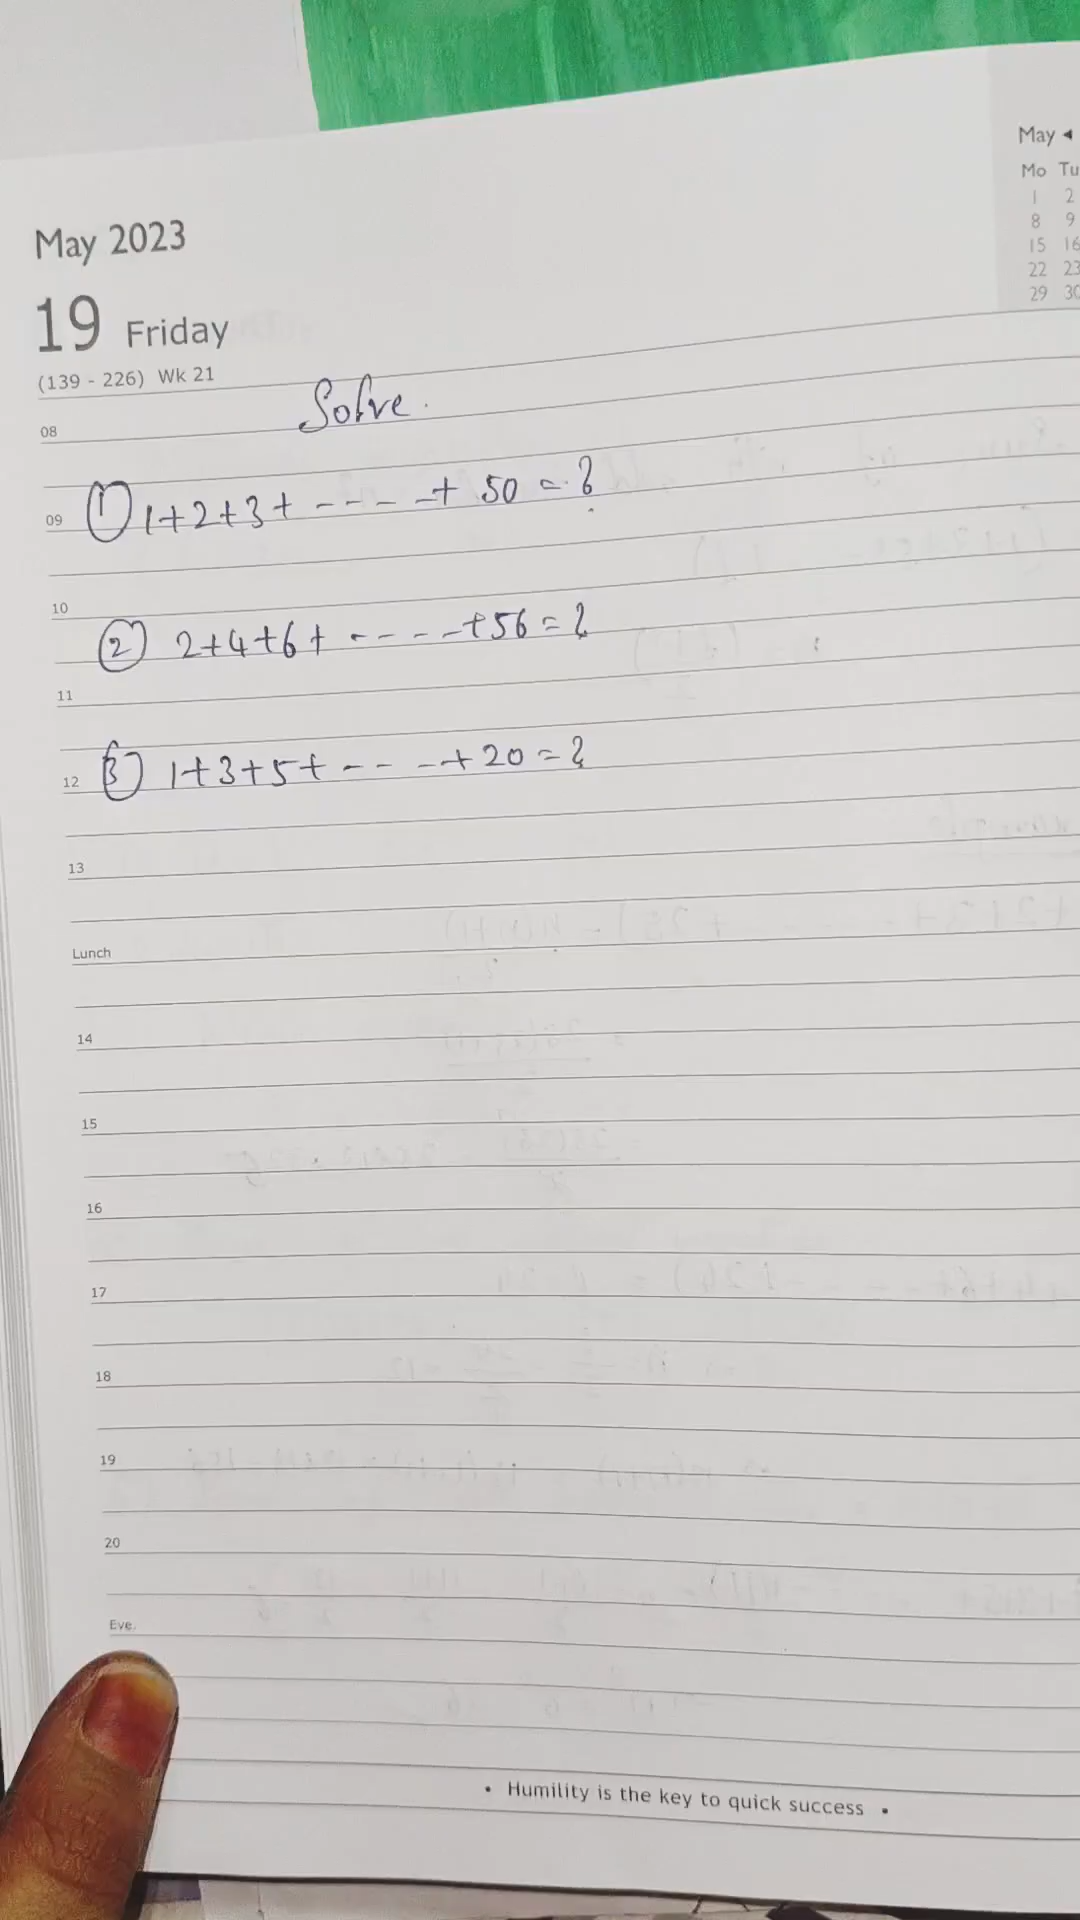 May ◄
Mo Tu
1 2
8 9
15 16
22 23
29 30
May 2023
19 Friday
(139 - 226) Wk 21
Solve.
08
① 1+2+3+ - - - - + 50 = ?
09
10
② 2+4+6+ - - - - +56 = ?
11
③ 1+3+5+ - - - + 20 = ?
12
13
Lunch
14
15
16
17
18
19
20
Eve.
• Humility is the key to quick success •